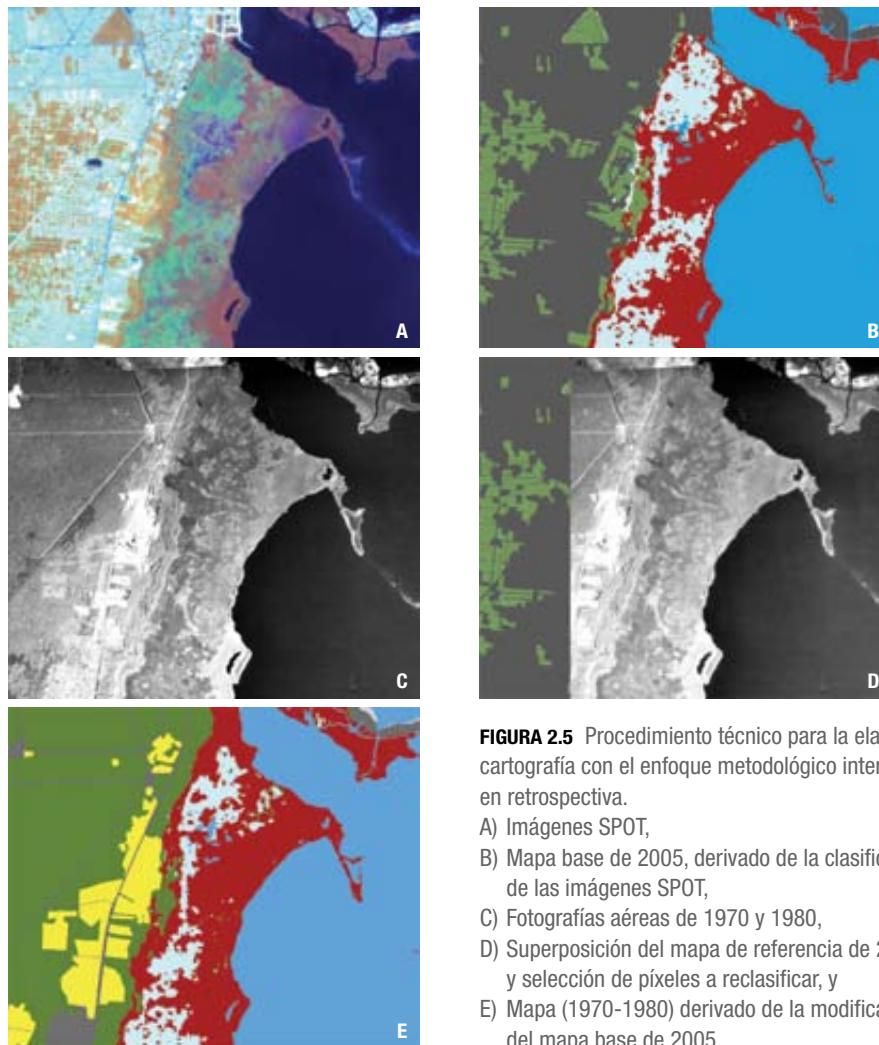 A
B
C
D
E
FIGURA 2.5 Procedimiento técnico para la ela
cartografía con el enfoque metodológico inter
en retrospectiva.
A) Imágenes SPOT,
B) Mapa base de 2005, derivado de la clasific
de las imágenes SPOT,
C) Fotografías aéreas de 1970 y 1980,
D) Superposición del mapa de referencia de 2
y selección de píxeles a reclasificar, y
E) Mapa (1970-1980) derivado de la modifica
del mapa base de 2005